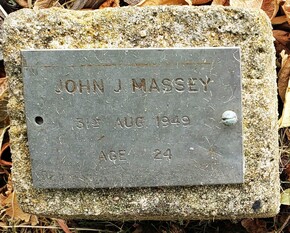 JOHN J MASSEY
31ST AUG 1949
AGE 24